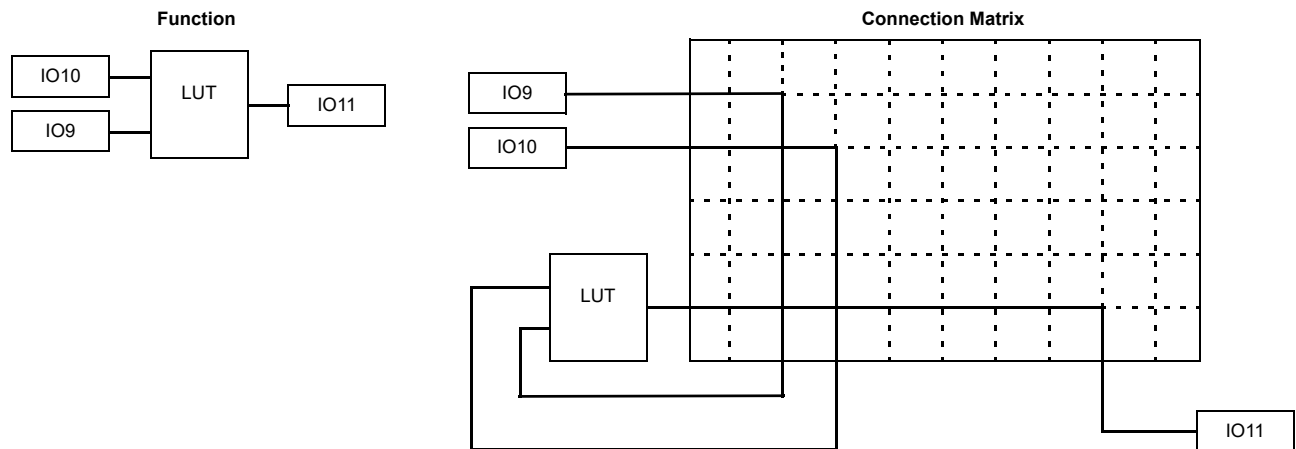 Function
IO10
LUT
IO11
IO9
Connection Matrix
IO9
IO10
LUT
IO11